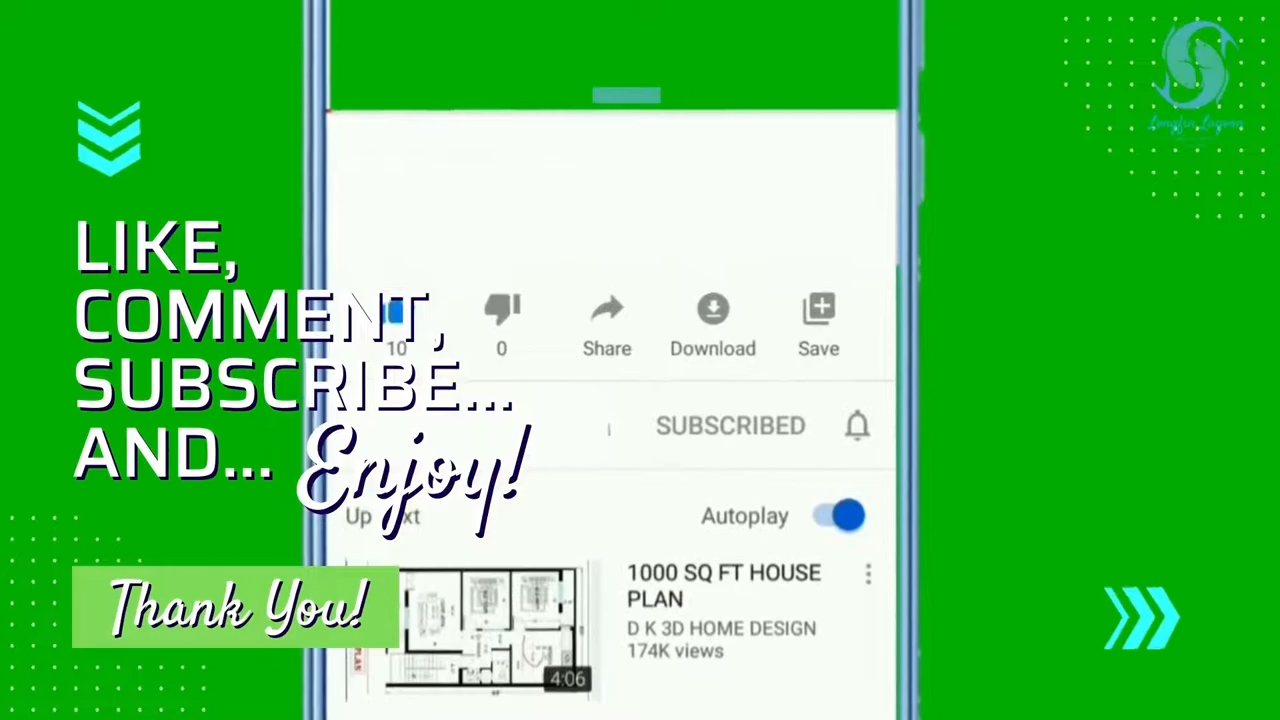 LIKE,
COMMENT,
SUBSCRIBE...
AND... Enjoy!
Thank You!
10
0
Share
Download
Save
SUBSCRIBED
Up
Autoplay
1000 SQ FT HOUSE
PLAN
D K 3D HOME DESIGN
174K views
4:06